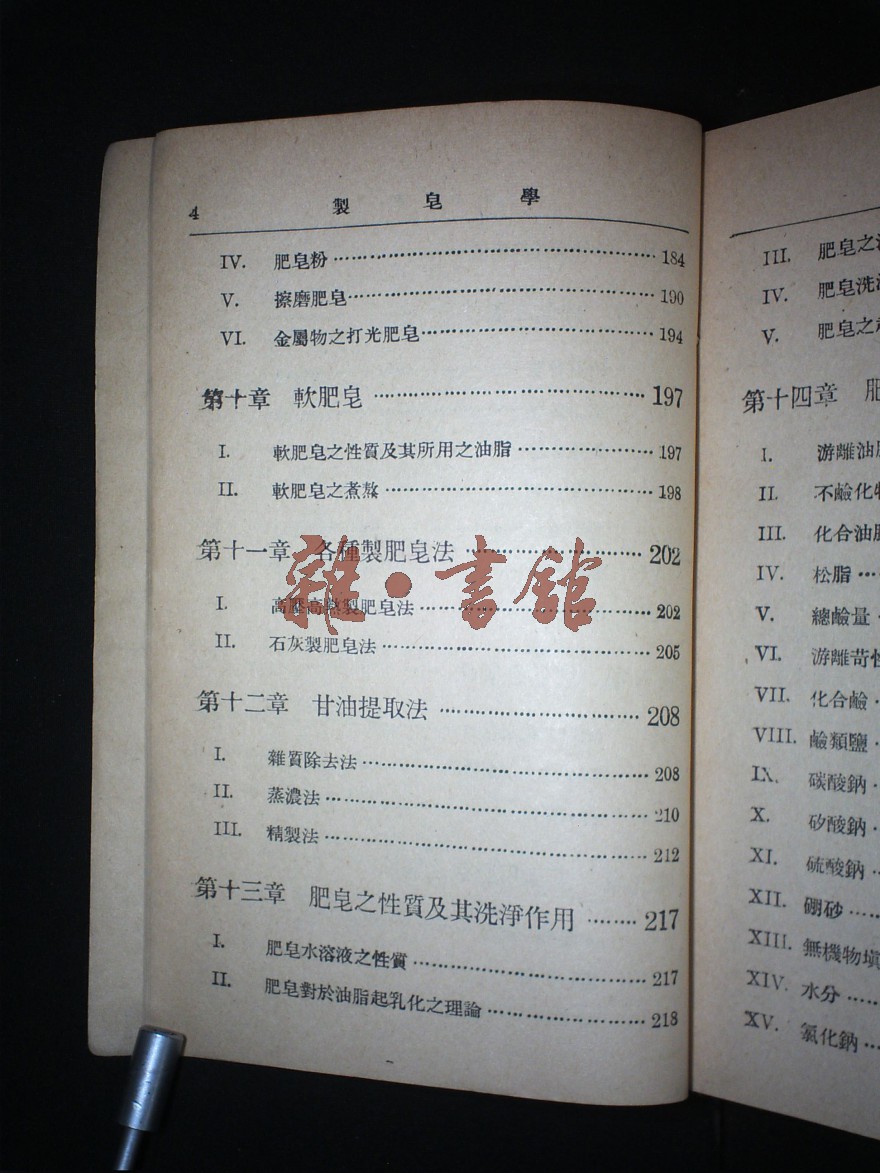 4 製皂學
IV. 肥皂粉 184
V. 擦磨肥皂 190
VI. 金屬物之打光肥皂 194
第十章 軟肥皂 197
I. 軟肥皂之性質及其所用之油脂 197
II. 軟肥皂之煮熬 198
第十一章 各種製肥皂法 202
I. 高壓高熱製肥皂法 202
II. 石灰製肥皂法 205
第十二章 甘油提取法 208
I. 雜質除去法 208
II. 蒸濃法 210
III. 精製法 212
第十三章 肥皂之性質及其洗淨作用 217
I. 肥皂水溶液之性質 217
II. 肥皂對於油脂起乳化之理論 218
雜·書館
III. 肥皂之
IV. 肥皂洗
V. 肥皂之
第十四章
I. 游離油
II. 不鹼化
III. 化合油
IV. 松脂
V. 總鹼量
VI. 游離苛
VII. 化合鹼
VIII. 鹼類鹽
IX. 碳酸鈉
X. 矽酸鈉
XI. 硫酸鈉
XII. 硼砂
XIII. 無機物填
XIV. 水分
XV. 氯化鈉